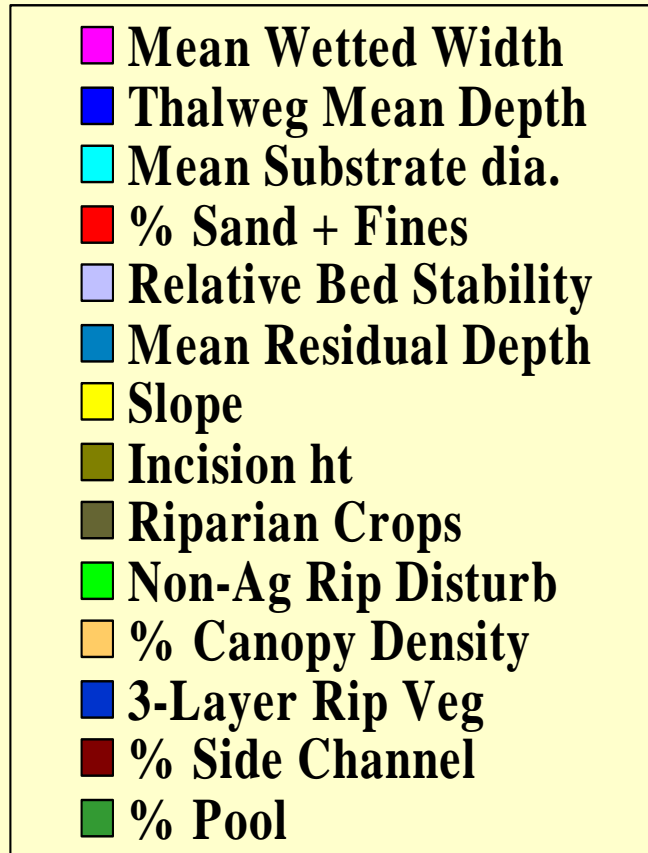 Mean Wetted Width
Thalweg Mean Depth
Mean Substrate dia.
% Sand + Fines
Relative Bed Stability
Mean Residual Depth
Slope
Incision ht
Riparian Crops
Non-Ag Rip Disturb
% Canopy Density
3-Layer Rip Veg
% Side Channel
% Pool